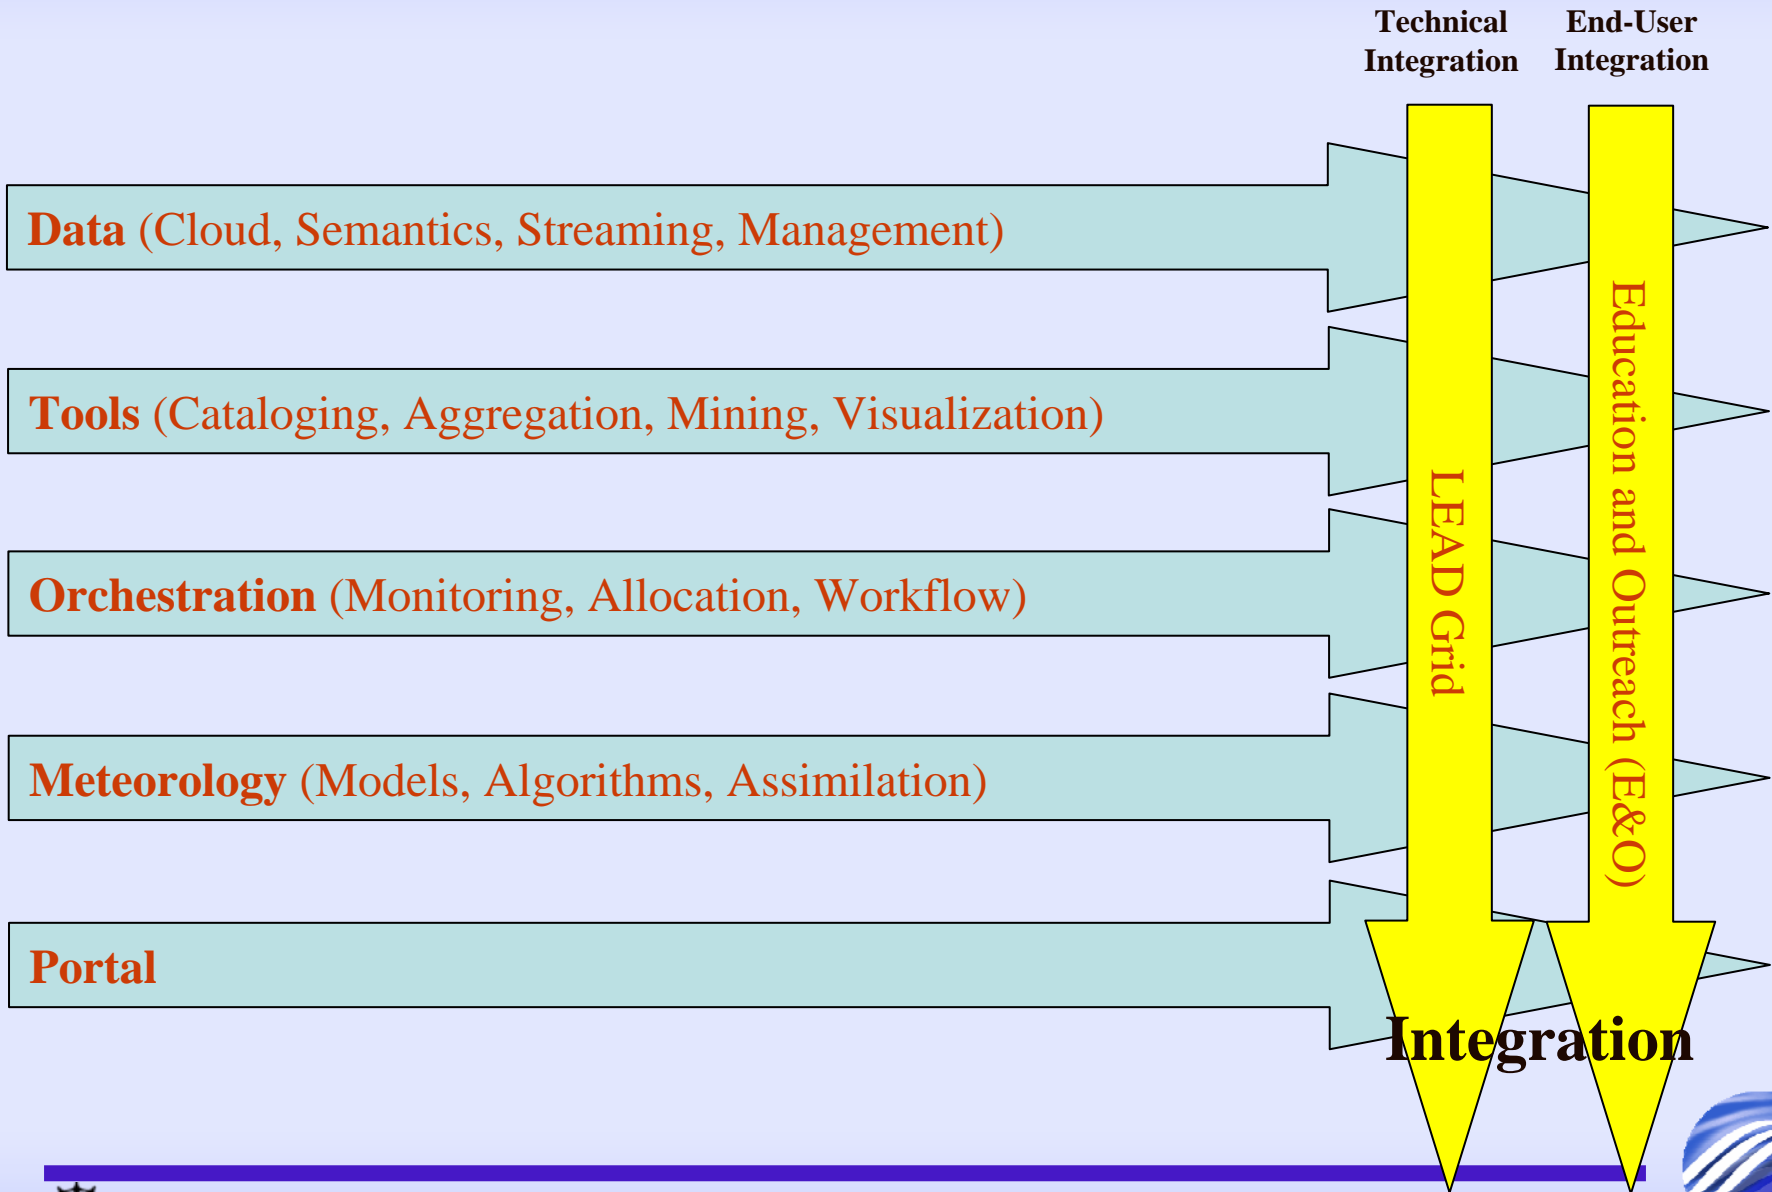 Technical
Integration
End-User
Integration
Data (Cloud, Semantics, Streaming, Management)
Tools (Cataloging, Aggregation, Mining, Visualization)
Orchestration (Monitoring, Allocation, Workflow)
Meteorology (Models, Algorithms, Assimilation)
Portal
LEAD Grid
Education and Outreach (E&O)
Integration